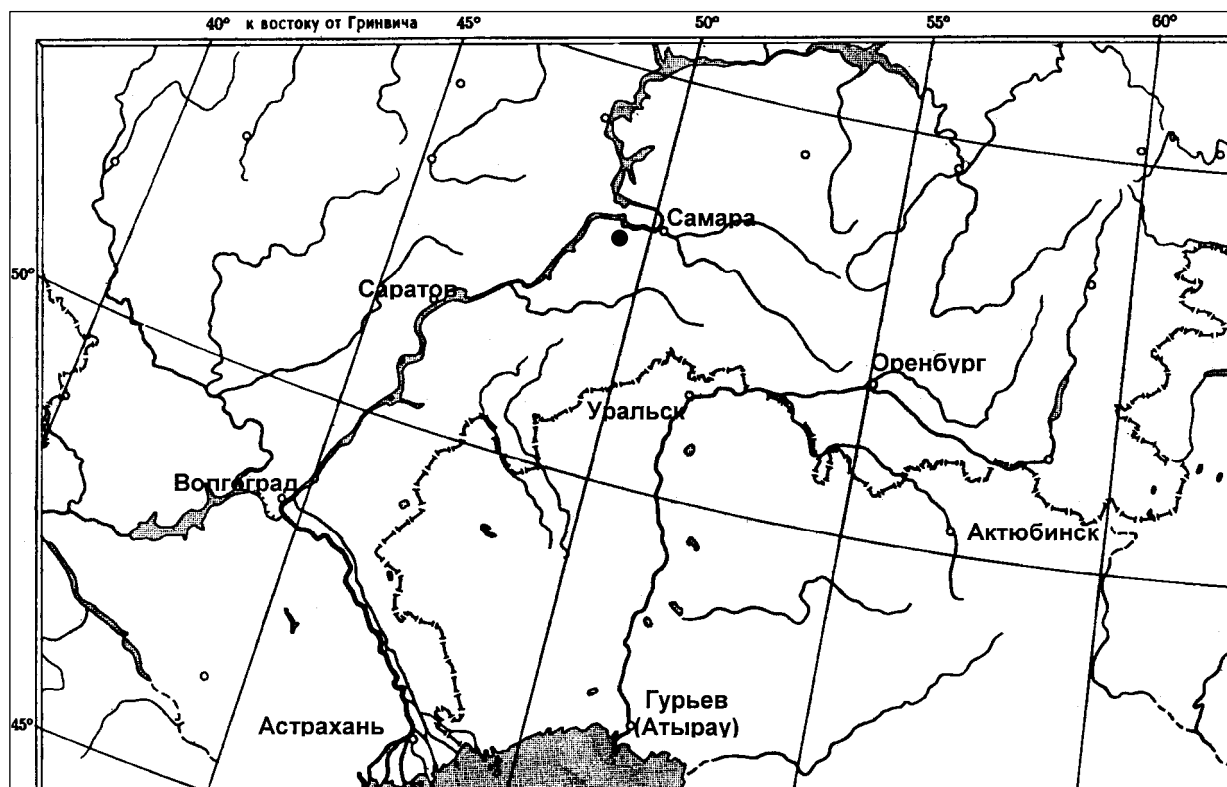 40° к востоку от Гринвича 45° 50° 55° 60°
Самара
50°
Саратов
Оренбург
Уральск
Волгоград
Актюбинск
45°
Астрахань
Гурьев
(Атырау)